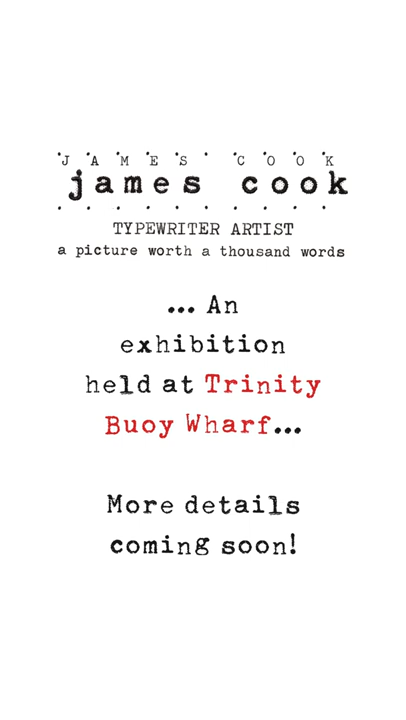 J A M E S C O O K
james cook
TYPEWRITER ARTIST
a picture worth a thousand words
... An
exhibition
held at Trinity
Buoy Wharf...
More details
coming soon!